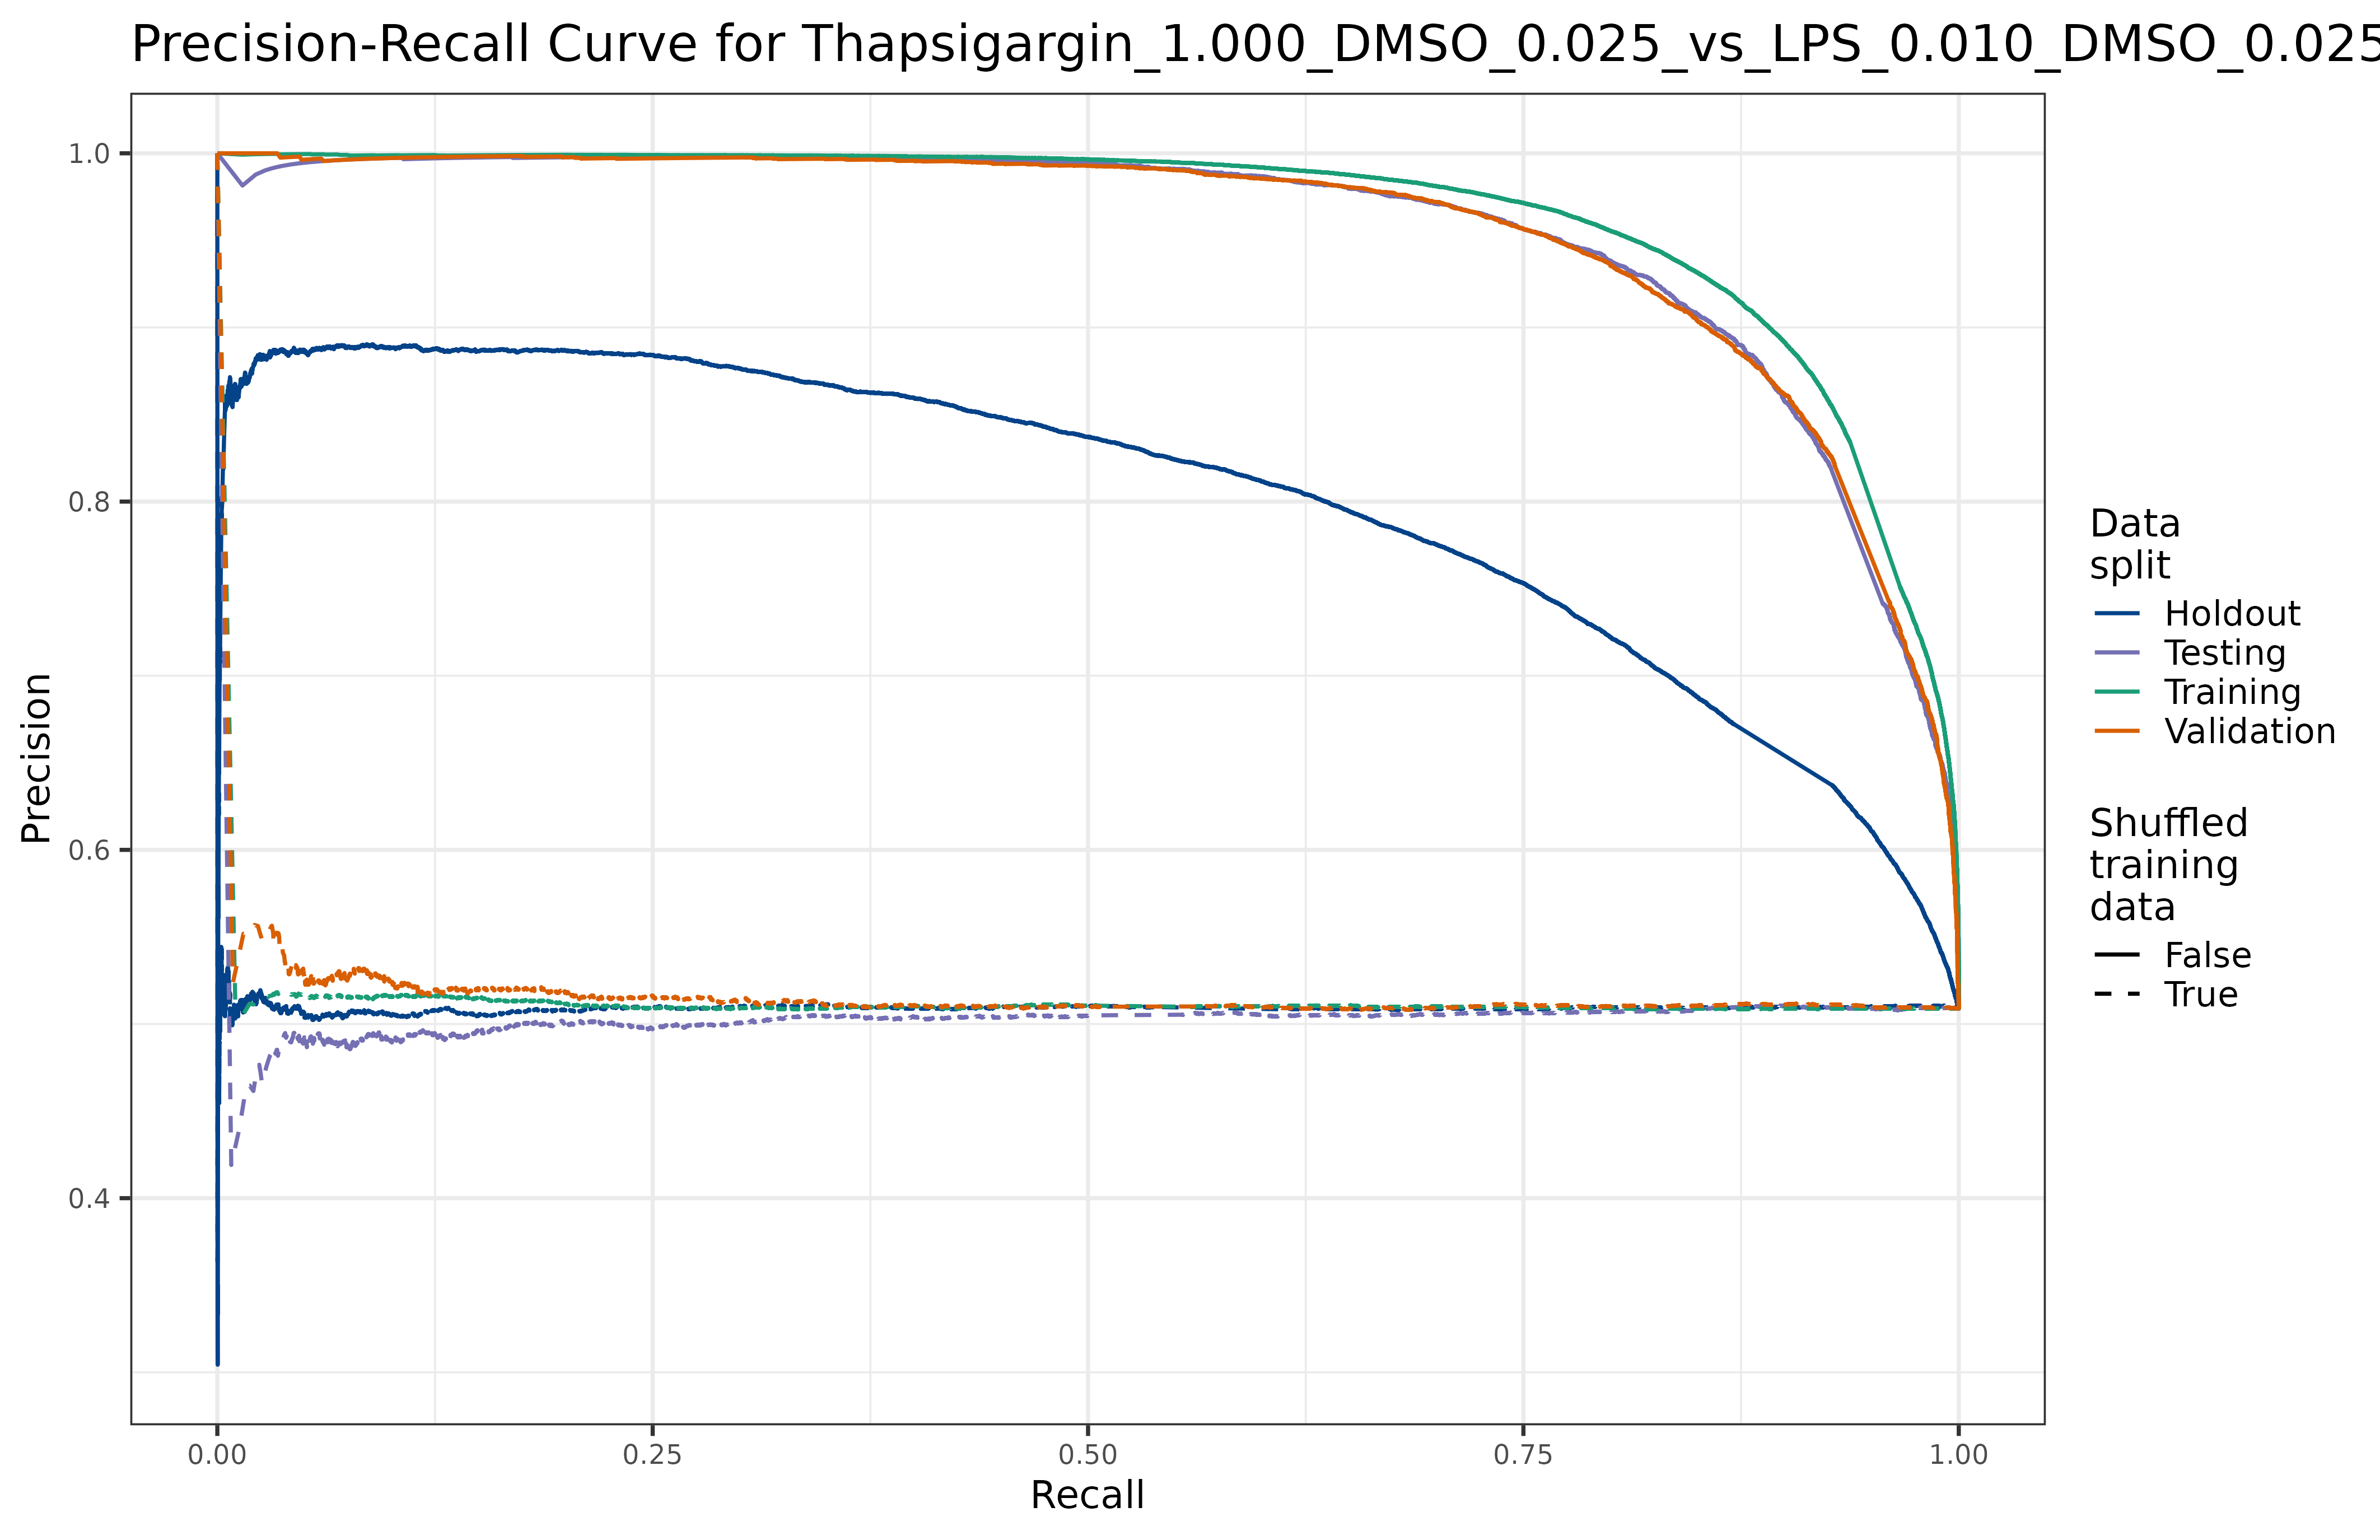 Precision-Recall Curve for Thapsigargin_1.000_DMSO_0.025_vs_LPS_0.010_DMSO_0.025
1.0
0.8
0.6
0.4
Precision
0.00 0.25 0.50 0.75 1.00
Recall
Data
split
Holdout
Testing
Training
Validation
Shuffled
training
data
False
True